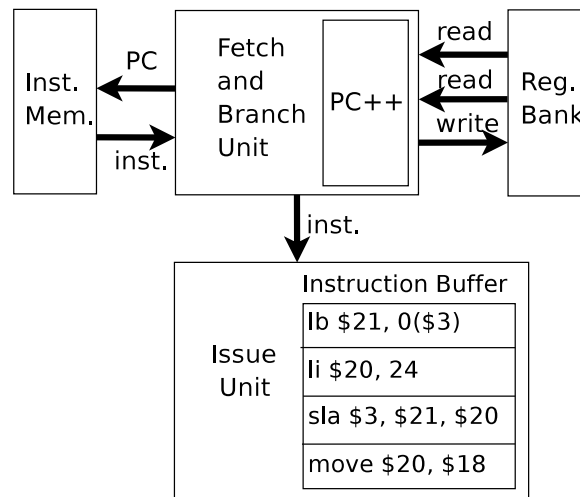 Inst.
Mem.
PC
inst.
Fetch
and
Branch
Unit
PC++
read
read
write
Reg.
Bank
inst.
Issue
Unit
Instruction Buffer
lb $21, 0($3)
li $20, 24
sla $3, $21, $20
move $20, $18